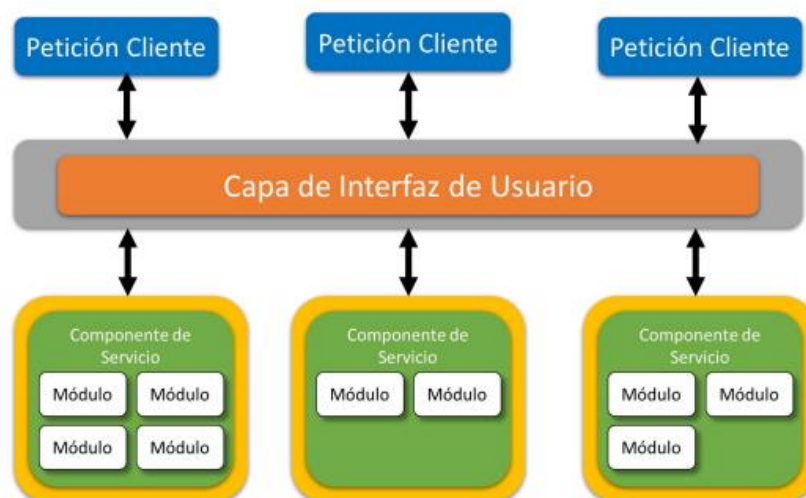 Petición Cliente
Petición Cliente
Petición Cliente
Capa de Interfaz de Usuario
Componente de
Servicio
Módulo
Módulo
Módulo
Módulo
Componente de
Servicio
Módulo
Módulo
Componente de
Servicio
Módulo
Módulo
Módulo